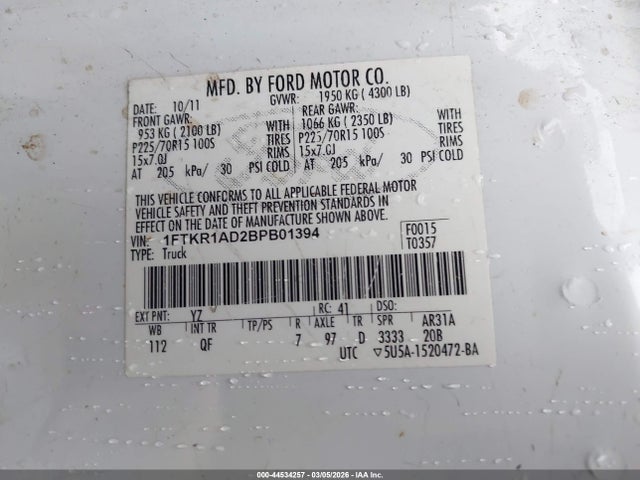 MFD. BY FORD MOTOR CO.
DATE: 10/11 GVWR: 1950 KG ( 4300 LB)
FRONT GAWR: REAR GAWR:
953 KG ( 2100 LB) WITH 1066 KG ( 2350 LB) WITH
P225/70R15 100S TIRES P225/70R15 100S TIRES
15x7.0J RIMS 15x7.0J RIMS
AT 205 kPa/ 30 PSI COLD AT 205 kPa/ 30 PSI COLD
THIS VEHICLE CONFORMS TO ALL APPLICABLE FEDERAL MOTOR
VEHICLE SAFETY AND THEFT PREVENTION STANDARDS IN
EFFECT ON THE DATE OF MANUFACTURE SHOWN ABOVE.
VIN: 1FTKR1AD2BPB01394 F0015
TYPE: Truck T0357
EXT PNT: YZ RC: 41 DSO:
WB INT TR TP/PS R AXLE TR SPR AR31A
112 QF 7 97 D 3333 20B
UTC ▽5U5A-1520472-BA
000-44534257 - 03/05/2026 - IAA Inc.